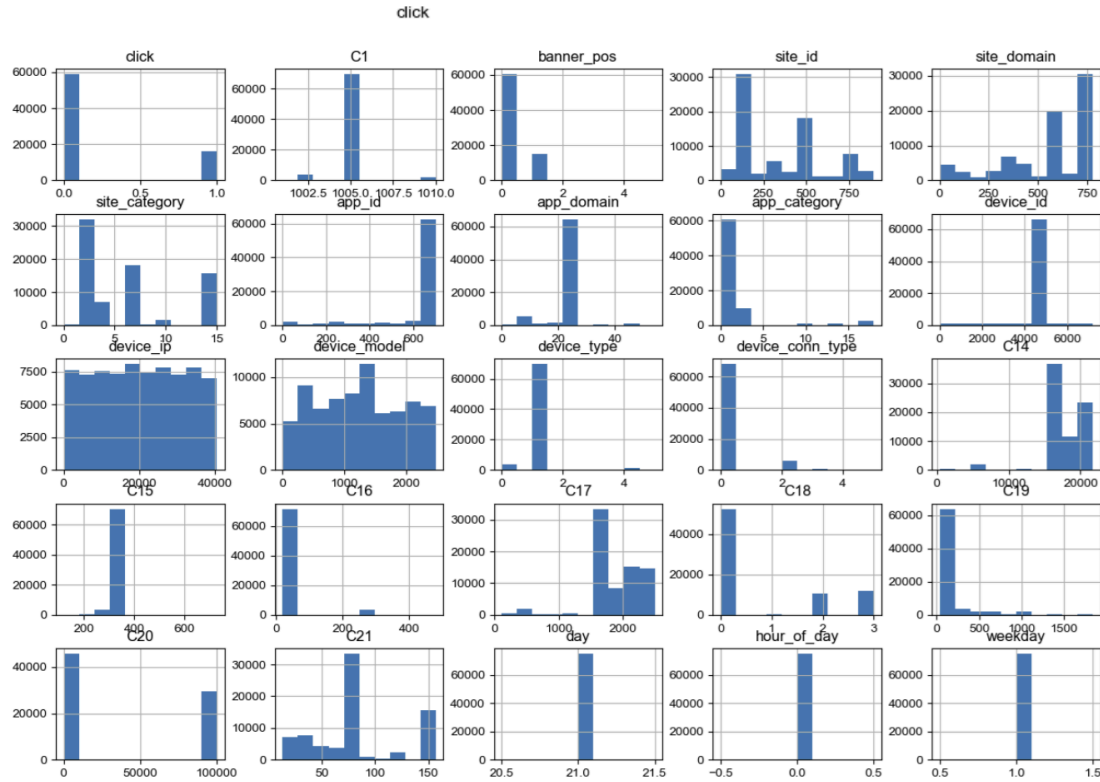 click
click C1 banner_pos site_id site_domain
60000 40000 20000 0
0.0 0.5 1.0
60000 40000 20000 0
1002.5 1005.0 1007.5 1010.0
60000 40000 20000 0
0 2 4
30000 20000 10000 0
0 250 500 750
30000 20000 10000 0
0 250 500 750
site_category app_id app_domain app_category device_id
30000 20000 10000 0
0 5 10 15
60000 40000 20000 0
0 200 400 600
60000 40000 20000 0
0 20 40
60000 40000 20000 0
0 5 10 15
60000 40000 20000 0
0 2000 4000 6000
device_ip device_model device_type device_conn_type C14
7500 5000 2500 0
0 20000 40000
10000 5000 0
0 1000 2000
60000 40000 20000 0
0 2 4
60000 40000 20000 0
0 2 4
30000 20000 10000 0
0 10000 20000
C15 C16 C17 C18 C19
60000 40000 20000 0
200 400 600
60000 40000 20000 0
0 200 400
30000 20000 10000 0
0 1000 2000
40000 20000 0
0 1 2 3
60000 40000 20000 0
0 500 1000 1500
C20 C21 day hour_of_day weekday
40000 20000 0
0 50000 100000
30000 20000 10000 0
50 100 150
60000 40000 20000 0
20.5 21.0 21.5
60000 40000 20000 0
−0.5 0.0 0.5
60000 40000 20000 0
0.5 1.0 1.5